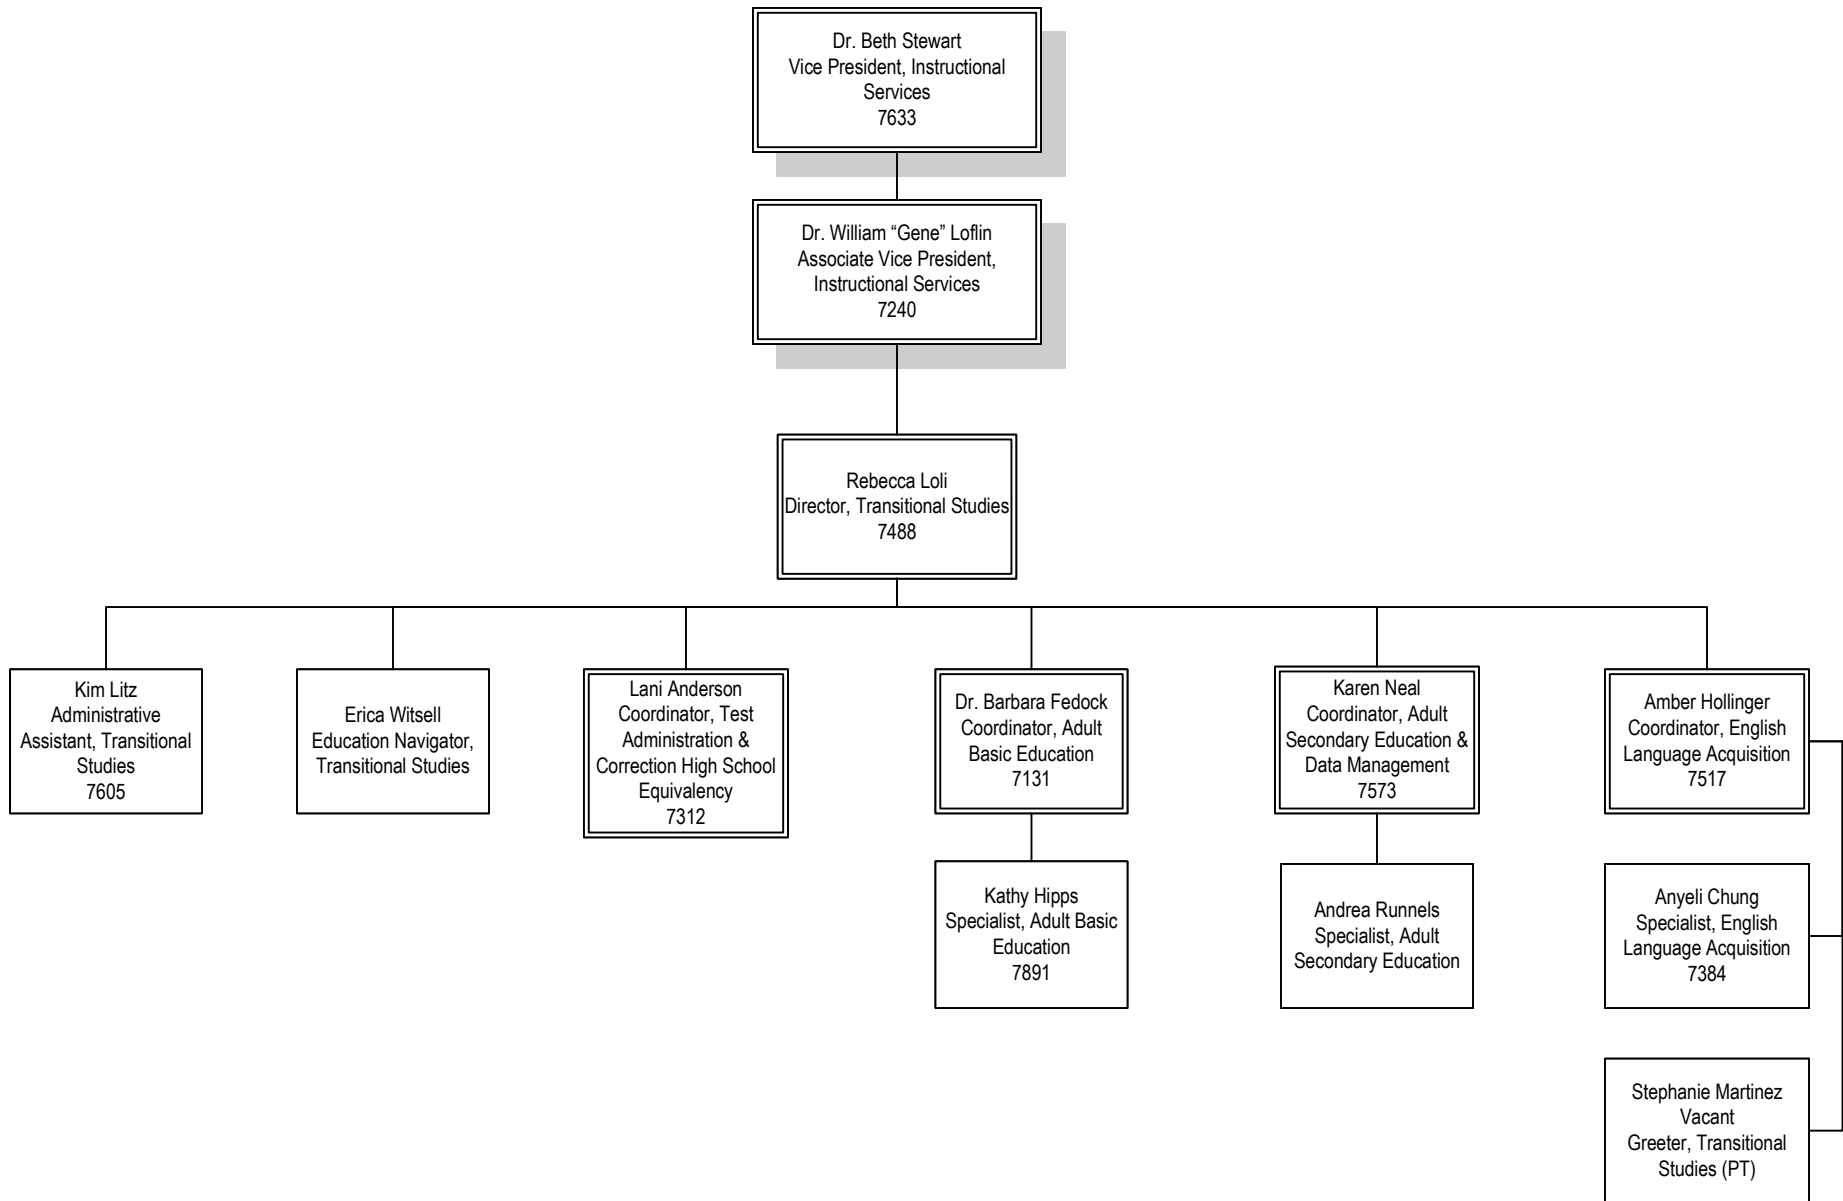 Dr. Beth Stewart
Vice President, Instructional
Services
7633
Dr. William “Gene” Loflin
Associate Vice President,
Instructional Services
7240
Rebecca Loli
Director, Transitional Studies
7488
Kim Litz
Administrative
Assistant, Transitional
Studies
7605
Erica Witsell
Education Navigator,
Transitional Studies
Lani Anderson
Coordinator, Test
Administration &
Correction High School
Equivalency
7312
Dr. Barbara Fedock
Coordinator, Adult
Basic Education
7131
Karen Neal
Coordinator, Adult
Secondary Education &
Data Management
7573
Amber Hollinger
Coordinator, English
Language Acquisition
7517
Kathy Hipps
Specialist, Adult Basic
Education
7891
Andrea Runnels
Specialist, Adult
Secondary Education
Anyeli Chung
Specialist, English
Language Acquisition
7384
Stephanie Martinez
Vacant
Greeter, Transitional
Studies (PT)